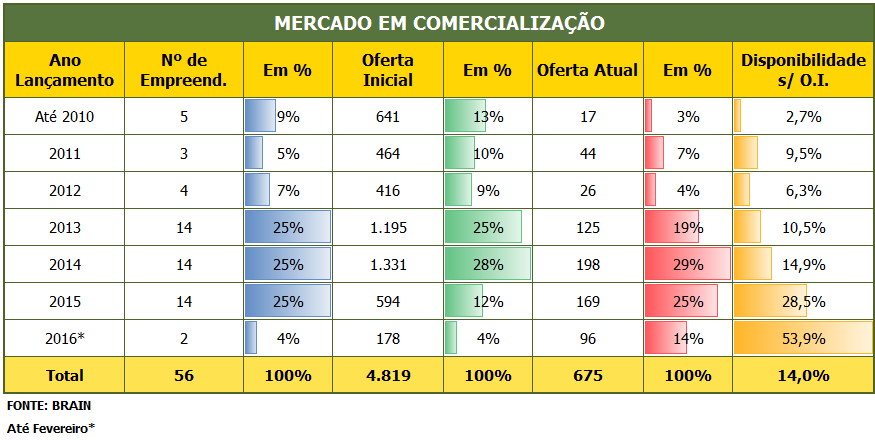 MERCADO EM COMERCIALIZAÇÃO
Ano Lançamento Nº de Empreend. Em % Oferta Inicial Em % Oferta Atual Em % Disponibilidade s/ O.I.
Até 2010 5 9% 641 13% 17 3% 2,7%
2011 3 5% 464 10% 44 7% 9,5%
2012 4 7% 416 9% 26 4% 6,3%
2013 14 25% 1.195 25% 125 19% 10,5%
2014 14 25% 1.331 28% 198 29% 14,9%
2015 14 25% 594 12% 169 25% 28,5%
2016* 2 4% 178 4% 96 14% 53,9%
Total 56 100% 4.819 100% 675 100% 14,0%
FONTE: BRAIN
Até Fevereiro*